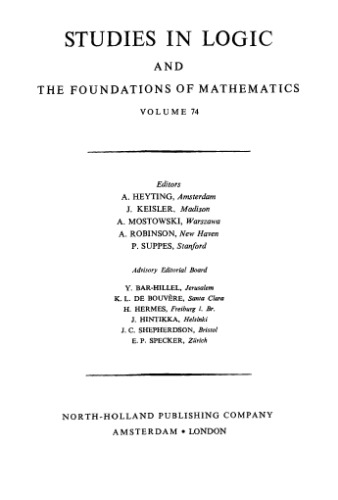 STUDIES IN LOGIC
AND
THE FOUNDATIONS OF MATHEMATICS
VOLUME 74
Editors
A. HEYTING, Amsterdam
J. KEISLER, Madison
A. MOSTOWSKI, Warszawa
A. ROBINSON, New Haven
P. SUPPES, Stanford
Advisory Editorial Board
Y. BAR-HILLEL, Jerusalem
K. L. DE BOUVÈRE, Santa Clara
H. HERMES, Freiburg i. Br.
J. HINTIKKA, Helsinki
J. C. SHEPHERDSON, Bristol
E. P. SPECKER, Zürich
NORTH-HOLLAND PUBLISHING COMPANY
AMSTERDAM • LONDON